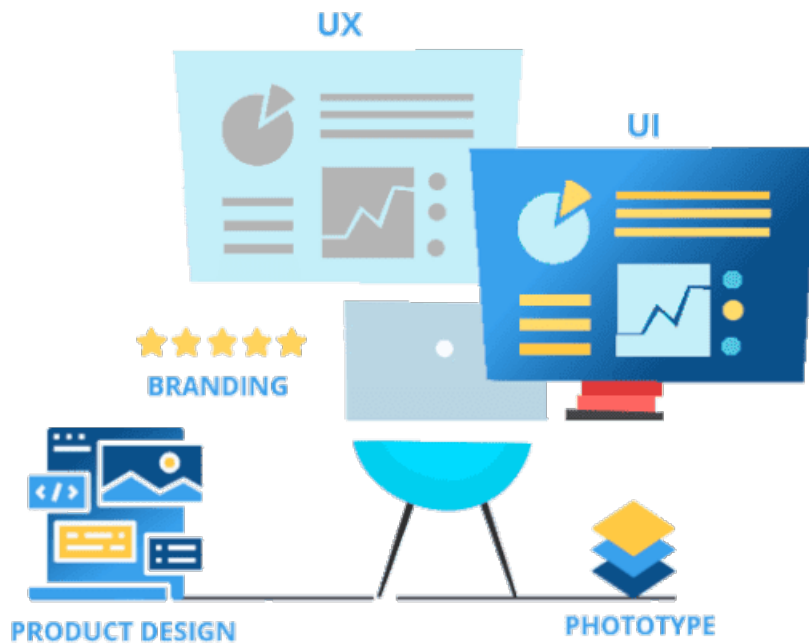 UX
UI
BRANDING
</>
PRODUCT DESIGN
PHOTOTYPE